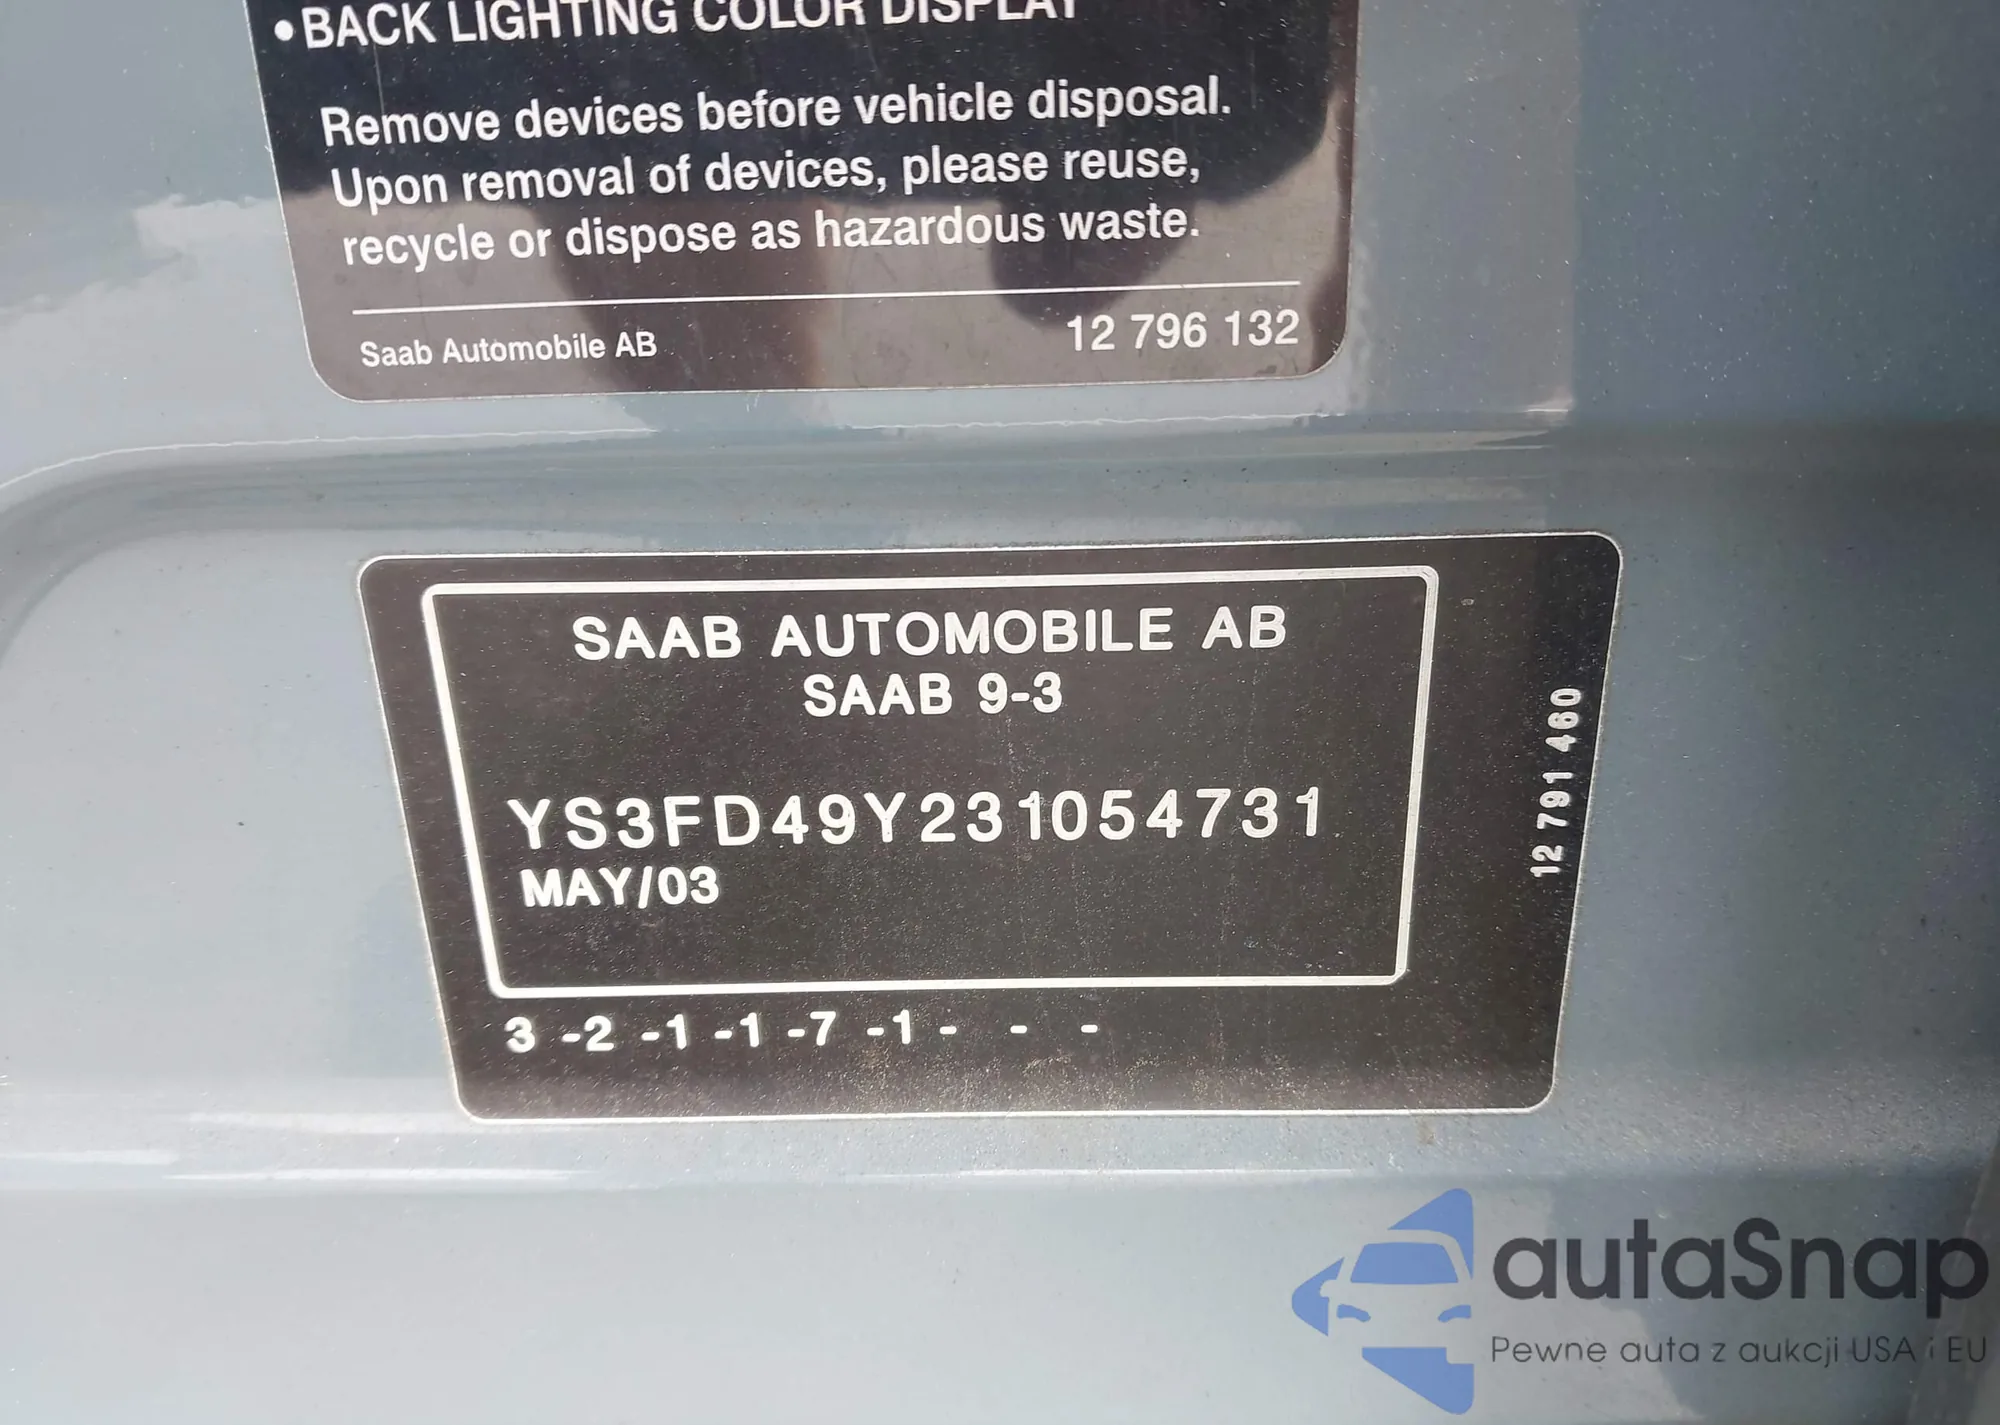 •BACK LIGHTING COLOR DISPLAY
Remove devices before vehicle disposal.
Upon removal of devices, please reuse,
recycle or dispose as hazardous waste.
Saab Automobile AB
12 796 132
SAAB AUTOMOBILE AB
SAAB 9-3
YS3FD49Y231054731
MAY/03
3 -2 -1 -1 -7 -1 - - -
12 791 460
autaSnap
Pewne auta z aukcji USA i EU